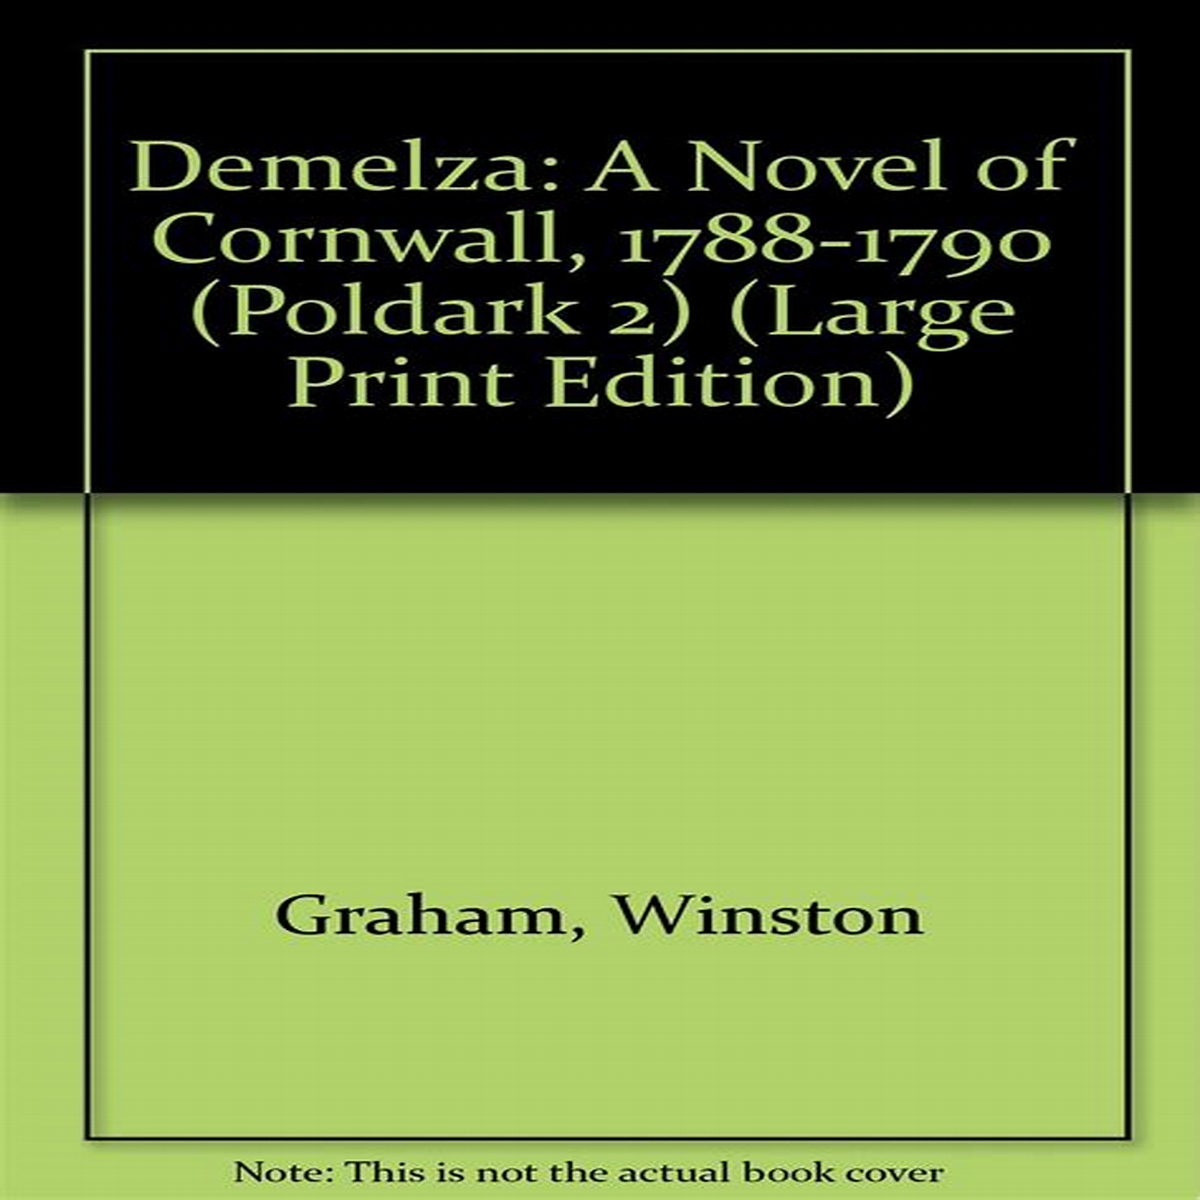 Demelza: A Novel of
Cornwall, 1788-1790
(Poldark 2) (Large
Print Edition)
Graham, Winston
Note: This is not the actual book cover